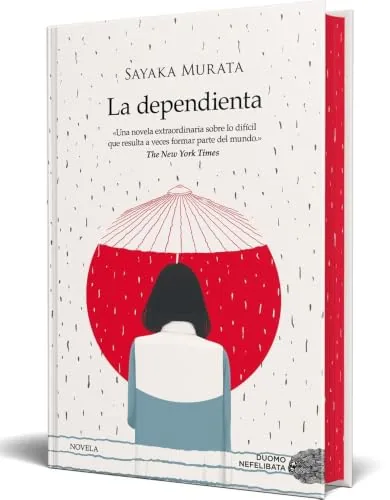 SAYAKA MURATA
La dependienta
«Una novela extraordinaria sobre lo difícil
que resulta a veces formar parte del mundo.»
The New York Times
NOVELA
DUOMO
NEFELIBATA